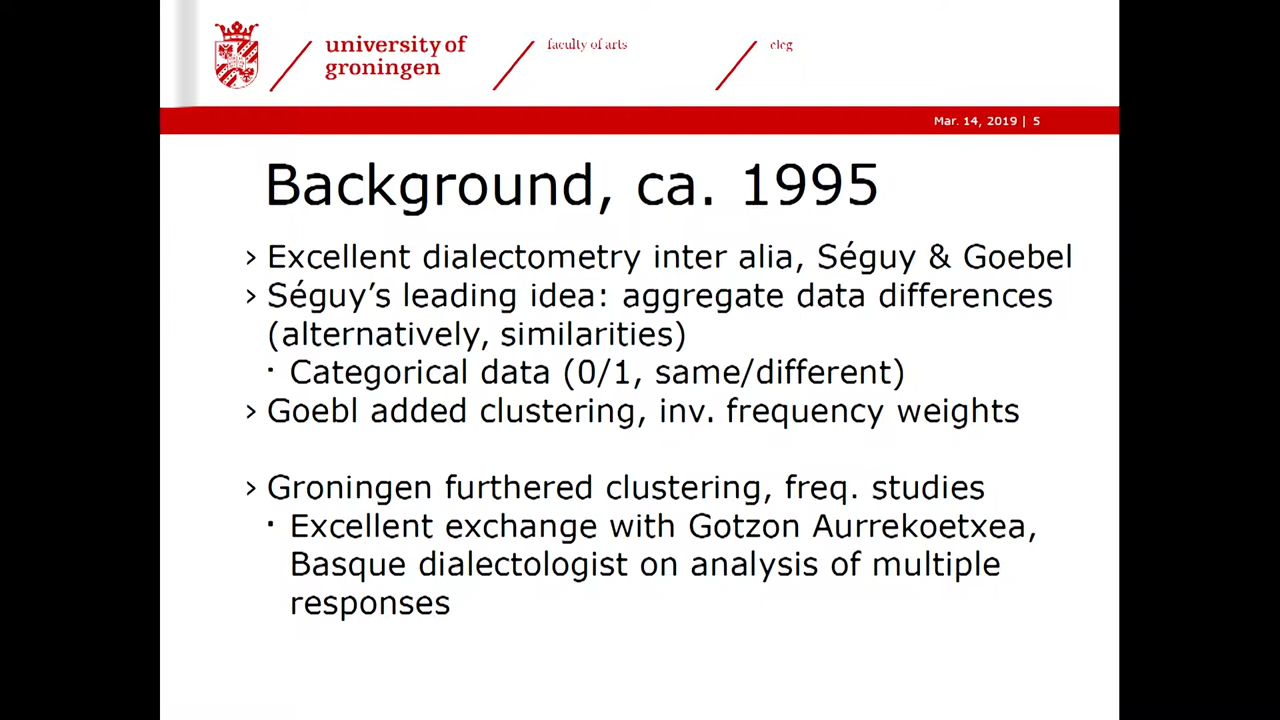 university of
groningen
faculty of arts
clcg
Mar. 14, 2019 | 5
Background, ca. 1995
› Excellent dialectometry inter alia, Séguy & Goebel
› Séguy’s leading idea: aggregate data differences
(alternatively, similarities)
· Categorical data (0/1, same/different)
› Goebl added clustering, inv. frequency weights
› Groningen furthered clustering, freq. studies
· Excellent exchange with Gotzon Aurrekoetxea,
Basque dialectologist on analysis of multiple
responses